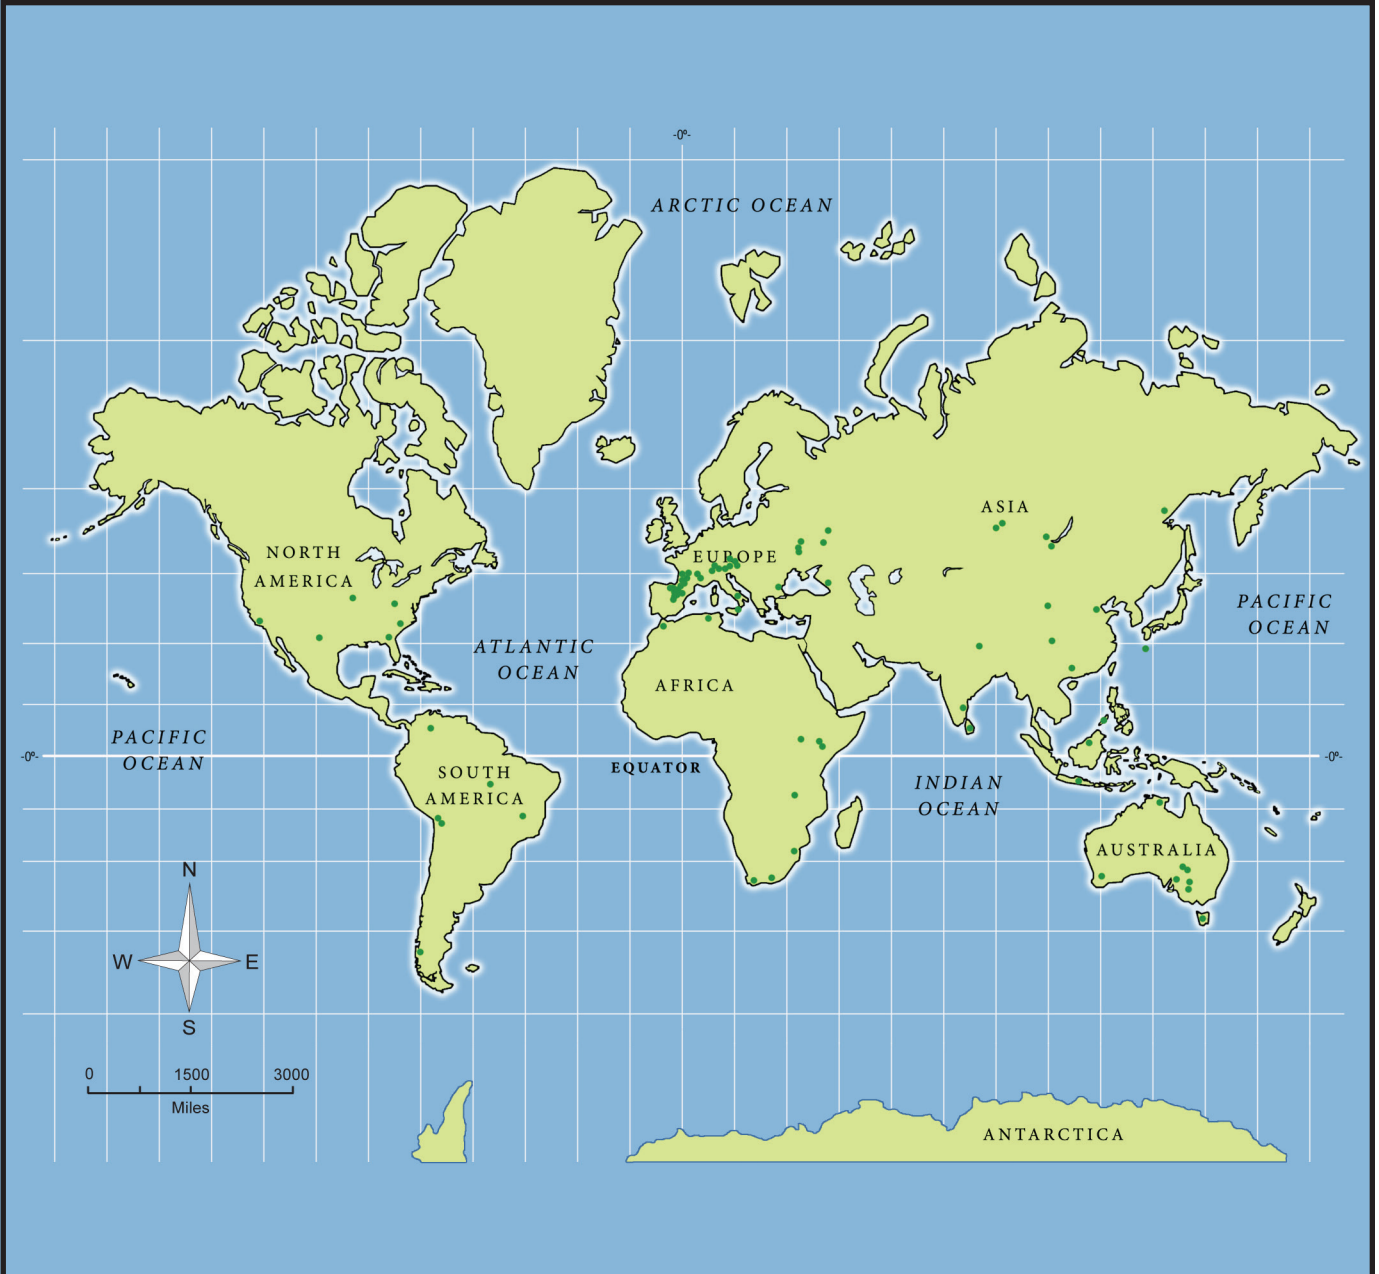 -0º-
ARCTIC OCEAN
ASIA
NORTH
AMERICA
EUROPE
PACIFIC
OCEAN
ATLANTIC
OCEAN
AFRICA
PACIFIC
OCEAN
-0º-
EQUATOR
-0º-
SOUTH
AMERICA
INDIAN
OCEAN
AUSTRALIA
N
W
E
S
0 1500 3000
Miles
ANTARCTICA